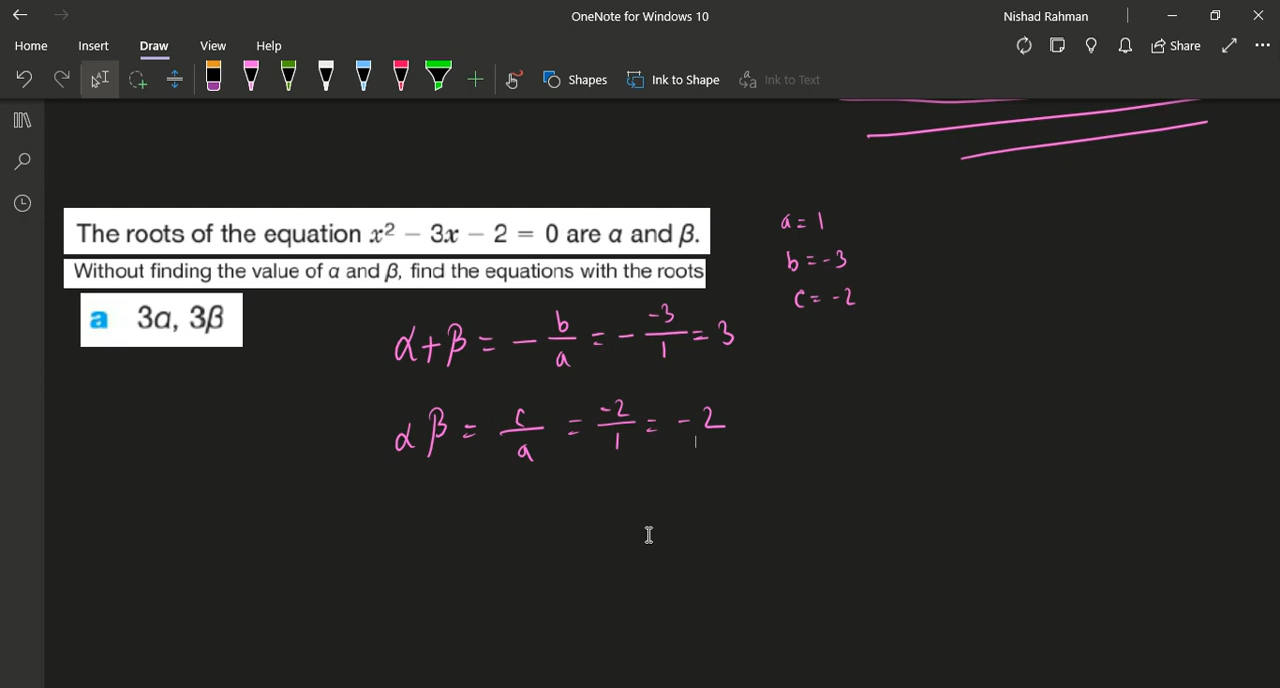 OneNote for Windows 10
Nishad Rahman
Home Insert Draw View Help
Share
Shapes
Ink to Shape
Ink to Text
The roots of the equation x² − 3x − 2 = 0 are α and β.
Without finding the value of α and β, find the equations with the roots
a 3α, 3β
a = 1
b = -3
c = -2
α+β = - b/a = - -3/1 = 3
αβ = c/a = -2/1 = -2